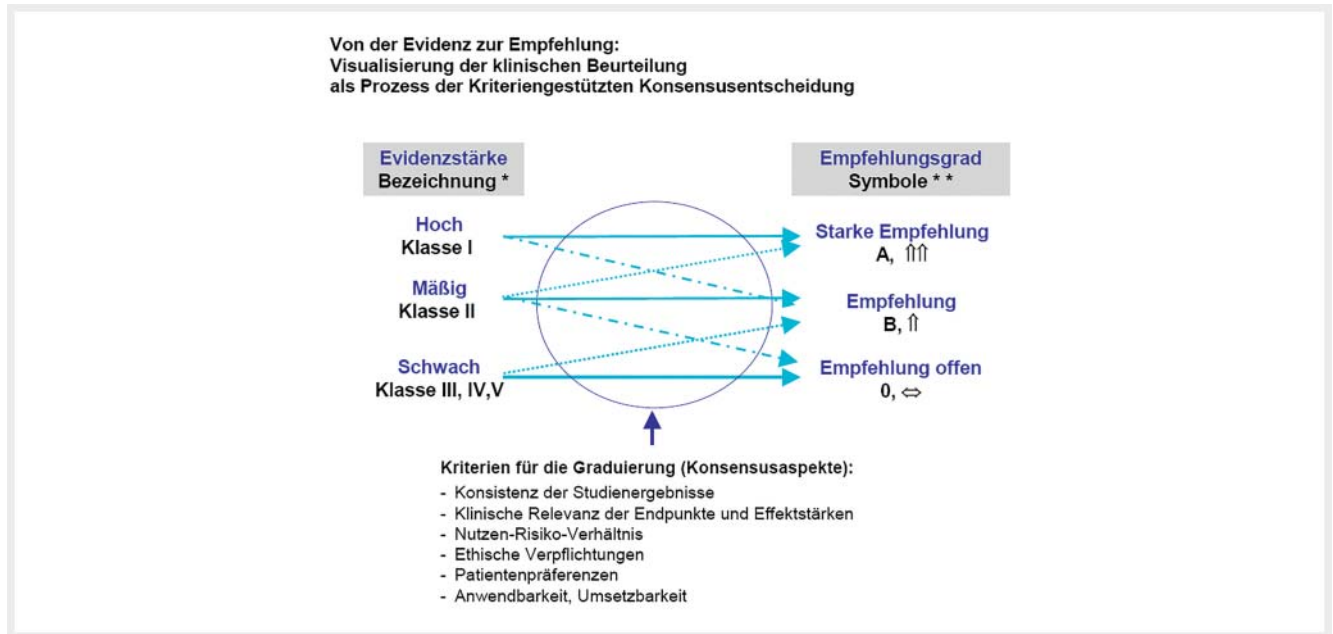 Von der Evidenz zur Empfehlung:
Visualisierung der klinischen Beurteilung
als Prozess der Kriteriengestützten Konsensusentscheidung
Evidenzstärke
Bezeichnung *
Empfehlungsgrad
Symbole * *
Hoch
Klasse I
Starke Empfehlung
A, ⇑⇑
Mäßig
Klasse II
Empfehlung
B, ⇑
Schwach
Klasse III, IV,V
Empfehlung offen
0, ⇔
Kriterien für die Graduierung (Konsensusaspekte):
- Konsistenz der Studienergebnisse
- Klinische Relevanz der Endpunkte und Effektstärken
- Nutzen-Risiko-Verhältnis
- Ethische Verpflichtungen
- Patientenpräferenzen
- Anwendbarkeit, Umsetzbarkeit